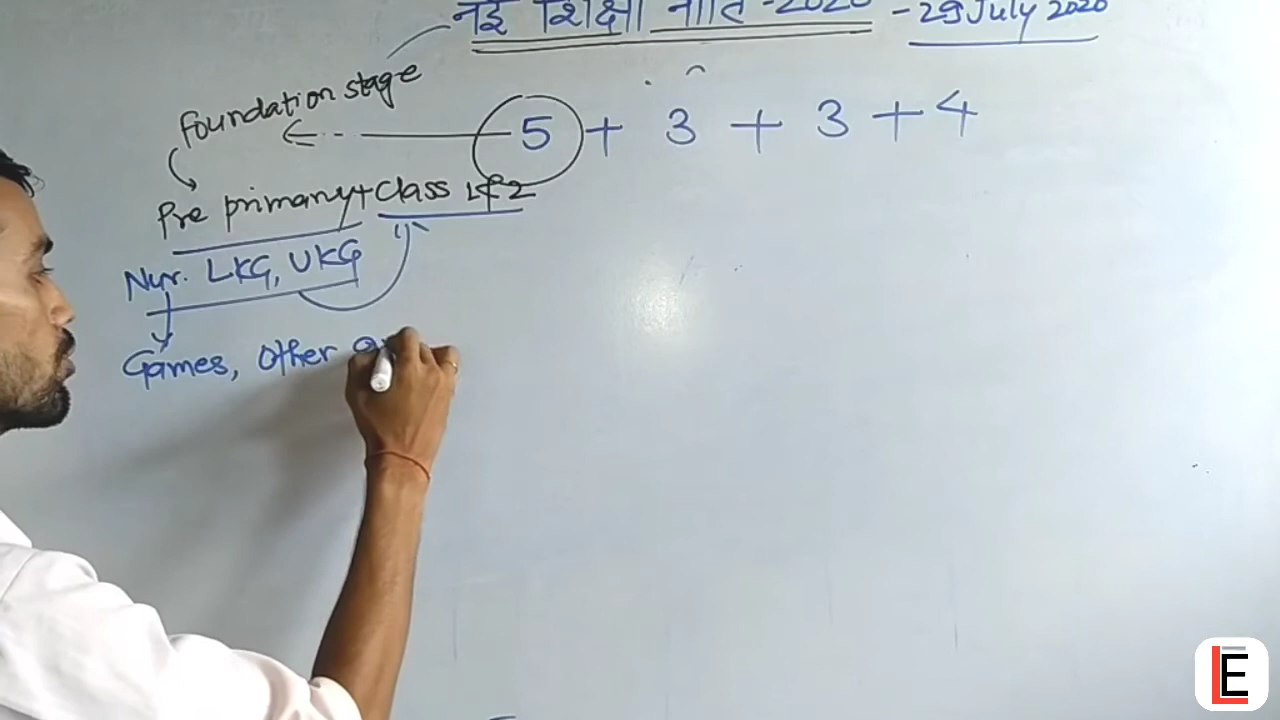 नई शिक्षा नीति -2020 - 29 July 2020
foundation stage
5 + 3 + 3 + 4
Pre primary + Class 1 & 2
Nur. LKG, UKG
Games, Other
LE